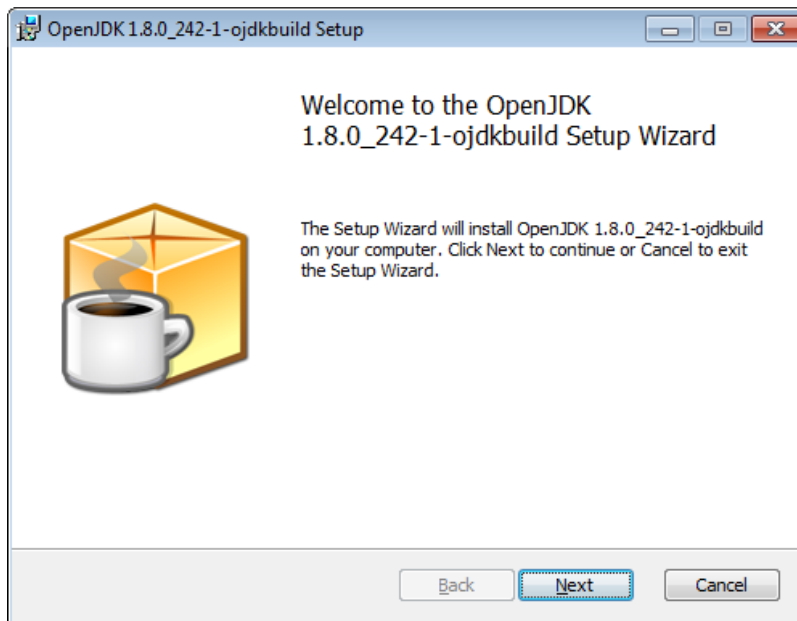 OpenJDK 1.8.0_242-1-ojdkbuild Setup
Welcome to the OpenJDK
1.8.0_242-1-ojdkbuild Setup Wizard
The Setup Wizard will install OpenJDK 1.8.0_242-1-ojdkbuild
on your computer. Click Next to continue or Cancel to exit
the Setup Wizard.
Back
Next
Cancel